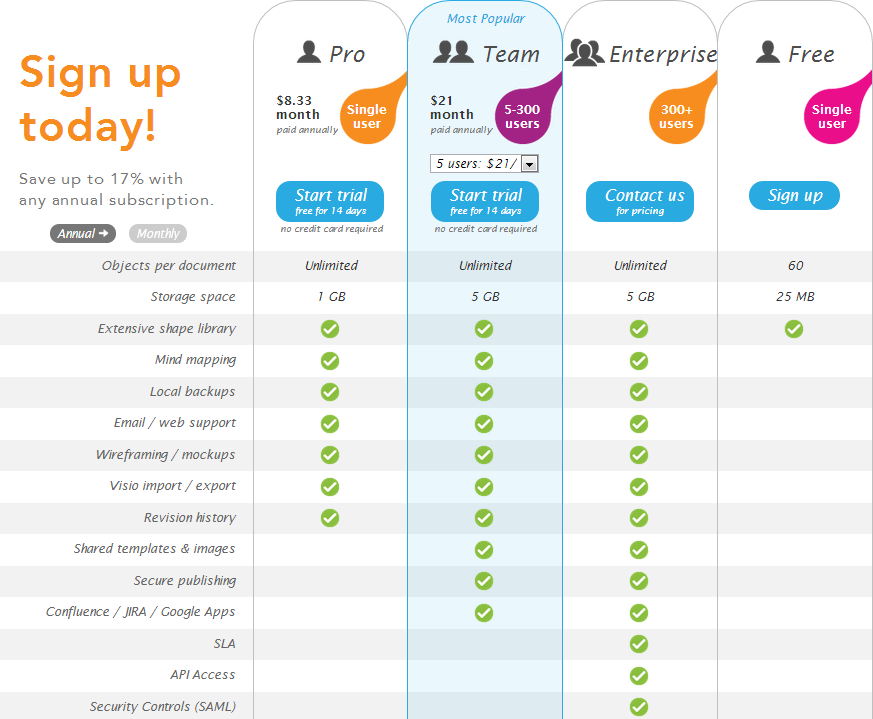 Most Popular
Pro
Team
Enterprise
Free
Sign up
today!
$8.33
month
paid annually
Single
user
$21
month
paid annually
5-300
users
300+
users
Single
user
5 users: $21/
Save up to 17% with
any annual subscription.
Annual ➔
Monthly
Start trial
free for 14 days
no credit card required
Start trial
free for 14 days
no credit card required
Contact us
for pricing
Sign up
Objects per document Unlimited Unlimited Unlimited 60
Storage space 1 GB 5 GB 5 GB 25 MB
Extensive shape library
Mind mapping
Local backups
Email / web support
Wireframing / mockups
Visio import / export
Revision history
Shared templates & images
Secure publishing
Confluence / JIRA / Google Apps
SLA
API Access
Security Controls (SAML)